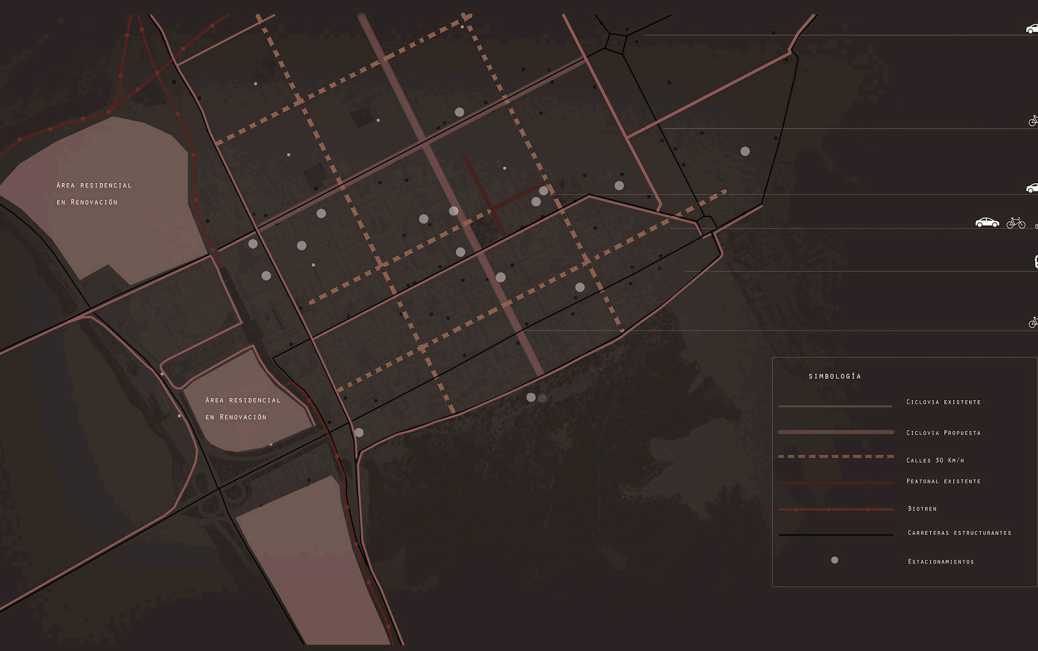 Área residencial
en Renovación
Área residencial
en Renovación
Simbología
Ciclovia existente
Ciclovia Propuesta
Calles 30 Km/h
Peatonal existente
Biotren
Carreteras estructurantes
Estacionamientos